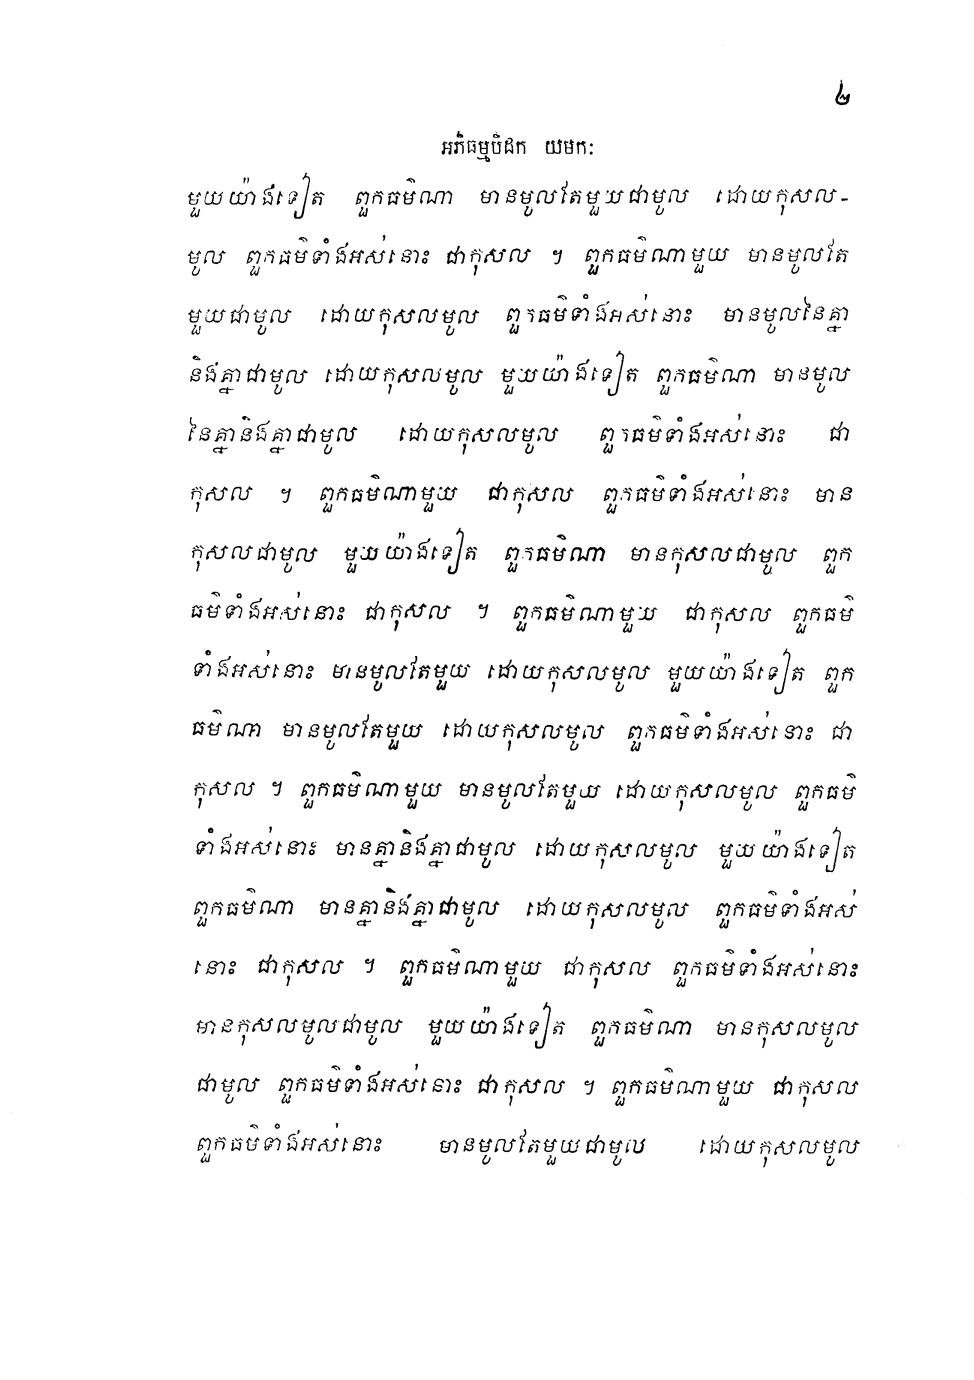 ៤
អភិធម្មបិដក យមកៈ
មួយយ៉ាងទៀត ពួកធម៌ណា មានមូលតែមួយជាមូល ដោយកុសល-
មូល ពួកធម៌ទាំងអស់នោះ ជាកុសល ។ ពួកធម៌ណាមួយ មានមូលតែ
មួយជាមូល ដោយកុសលមូល ពួកធម៌ទាំងអស់នោះ មានមូលនៃគ្នា
និងគ្នាជាមូល ដោយកុសលមូល មួយយ៉ាងទៀត ពួកធម៌ណា មានមូល
នៃគ្នានិងគ្នាជាមូល ដោយកុសលមូល ពួកធម៌ទាំងអស់នោះ ជា
កុសល ។ ពួកធម៌ណាមួយ ជាកុសល ពួកធម៌ទាំងអស់នោះ មាន
កុសលជាមូល មួយយ៉ាងទៀត ពួកធម៌ណា មានកុសលជាមូល ពួក
ធម៌ទាំងអស់នោះ ជាកុសល ។ ពួកធម៌ណាមួយ ជាកុសល ពួកធម៌
ទាំងអស់នោះ មានមូលតែមួយ ដោយកុសលមូល មួយយ៉ាងទៀត ពួក
ធម៌ណា មានមូលតែមួយ ដោយកុសលមូល ពួកធម៌ទាំងអស់នោះ ជា
កុសល ។ ពួកធម៌ណាមួយ មានមូលតែមួយ ដោយកុសលមូល ពួកធម៌
ទាំងអស់នោះ មានគ្នានិងគ្នាជាមូល ដោយកុសលមូល មួយយ៉ាងទៀត
ពួកធម៌ណា មានគ្នានិងគ្នាជាមូល ដោយកុសលមូល ពួកធម៌ទាំងអស់
នោះ ជាកុសល ។ ពួកធម៌ណាមួយ ជាកុសល ពួកធម៌ទាំងអស់នោះ
មានកុសលមូលជាមូល មួយយ៉ាងទៀត ពួកធម៌ណា មានកុសលមូល
ជាមូល ពួកធម៌ទាំងអស់នោះ ជាកុសល ។ ពួកធម៌ណាមួយ ជាកុសល
ពួកធម៌ទាំងអស់នោះ មានមូលតែមួយជាមូល ដោយកុសលមូល